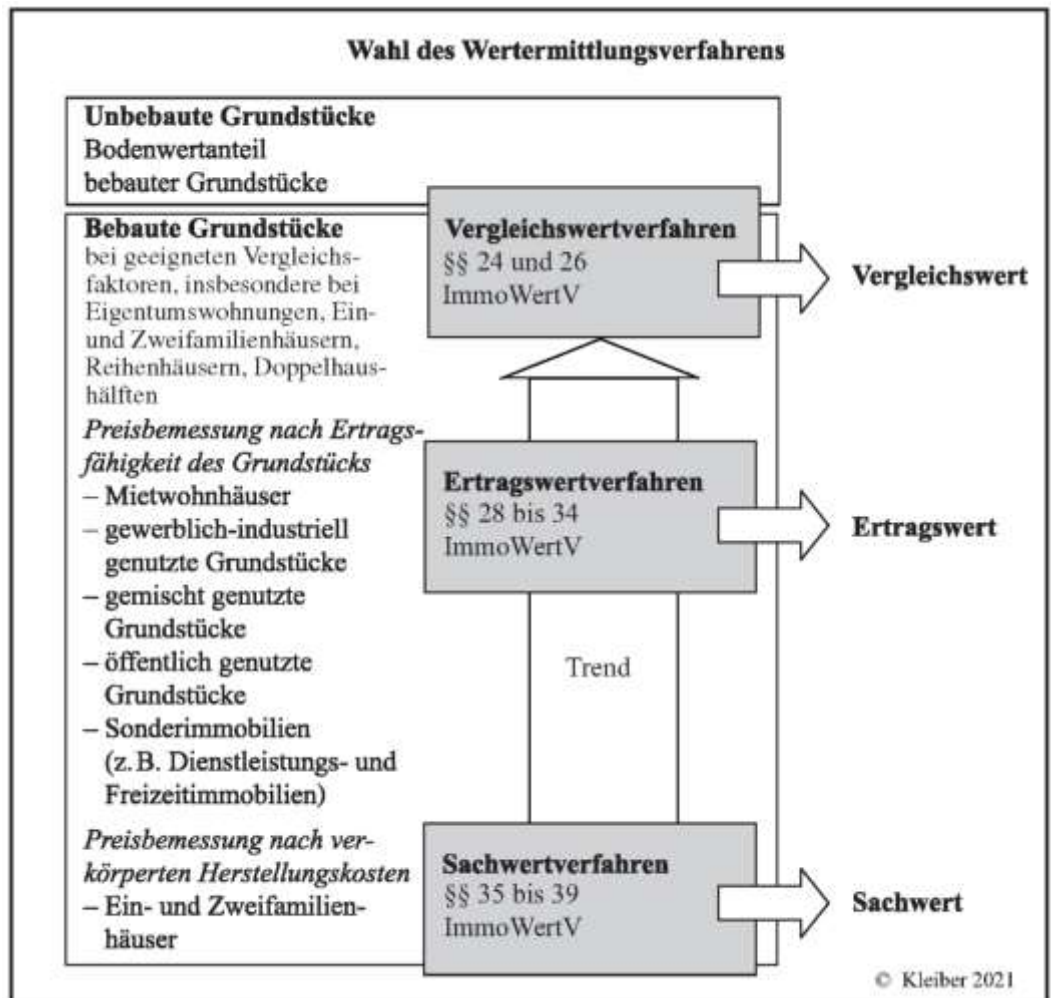 Wahl des Wertermittlungsverfahrens
Unbebaute Grundstücke
Bodenwertanteil
bebauter Grundstücke
Bebaute Grundstücke
bei geeigneten Vergleichs-
faktoren, insbesondere bei
Eigentumswohnungen, Ein-
und Zweifamilienhäusern,
Reihenhäusern, Doppelhaus-
hälften
Vergleichswertverfahren
§§ 24 und 26
ImmoWertV
Vergleichswert
Preisbemessung nach Ertrags-
fähigkeit des Grundstücks
– Mietwohnhäuser
– gewerblich-industriell
genutzte Grundstücke
– gemischt genutzte
Grundstücke
– öffentlich genutzte
Grundstücke
– Sonderimmobilien
(z. B. Dienstleistungs- und
Freizeitimmobilien)
Ertragswertverfahren
§§ 28 bis 34
ImmoWertV
Ertragswert
Trend
Preisbemessung nach ver-
körperten Herstellungskosten
– Ein- und Zweifamilien-
häuser
Sachwertverfahren
§§ 35 bis 39
ImmoWertV
Sachwert
© Kleiber 2021